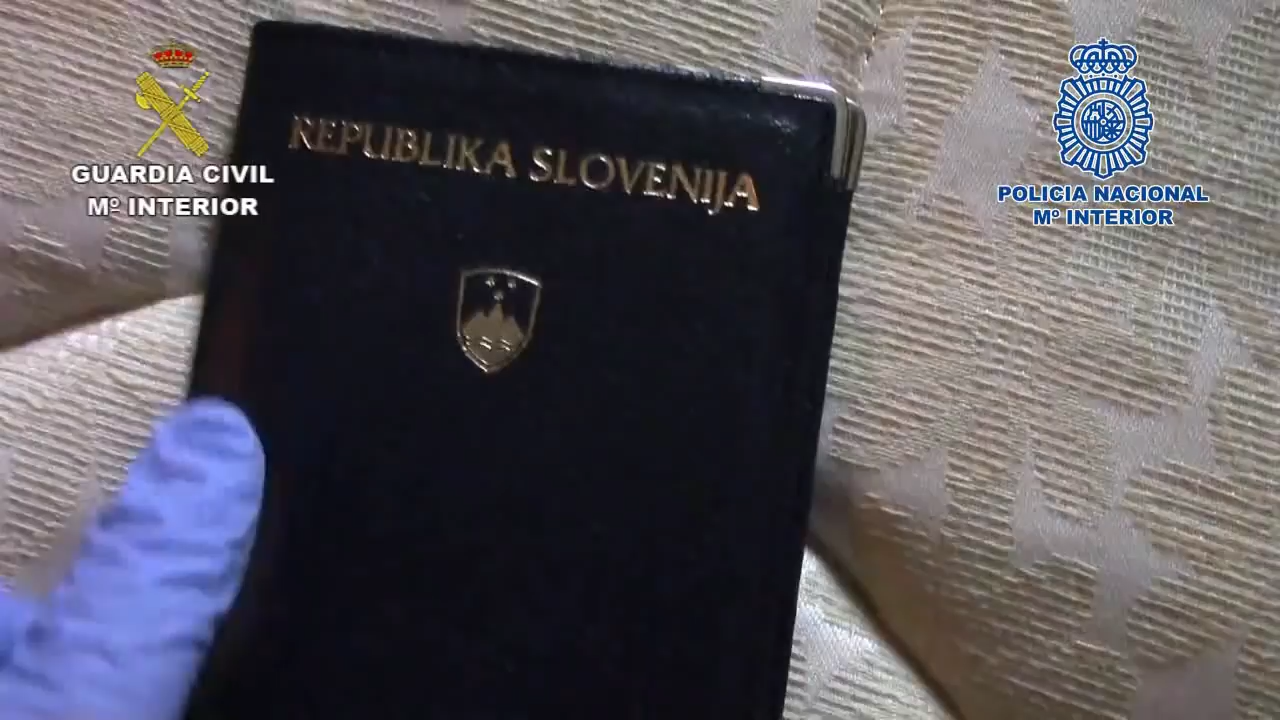 REPUBLIKA SLOVENIJA
GUARDIA CIVIL
Mº INTERIOR
POLICIA NACIONAL
Mº INTERIOR